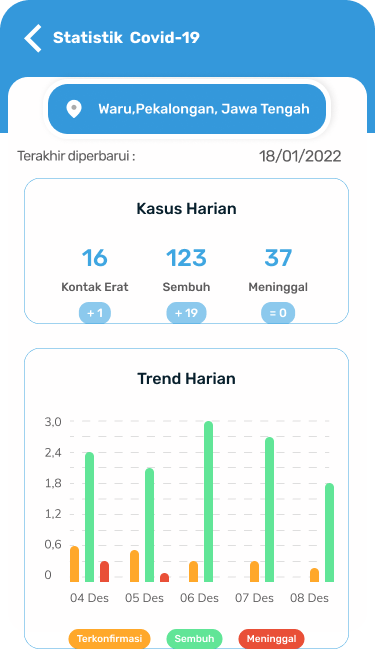 Statistik Covid-19
Waru,Pekalongan, Jawa Tengah
Terakhir diperbarui : 18/01/2022
Kasus Harian
16 123 37
Kontak Erat Sembuh Meninggal
+ 1 + 19 = 0
Trend Harian
3,0
2,4
1,8
1,2
0,6
0
04 Des 05 Des 06 Des 07 Des 08 Des
Terkonfirmasi Sembuh Meninggal